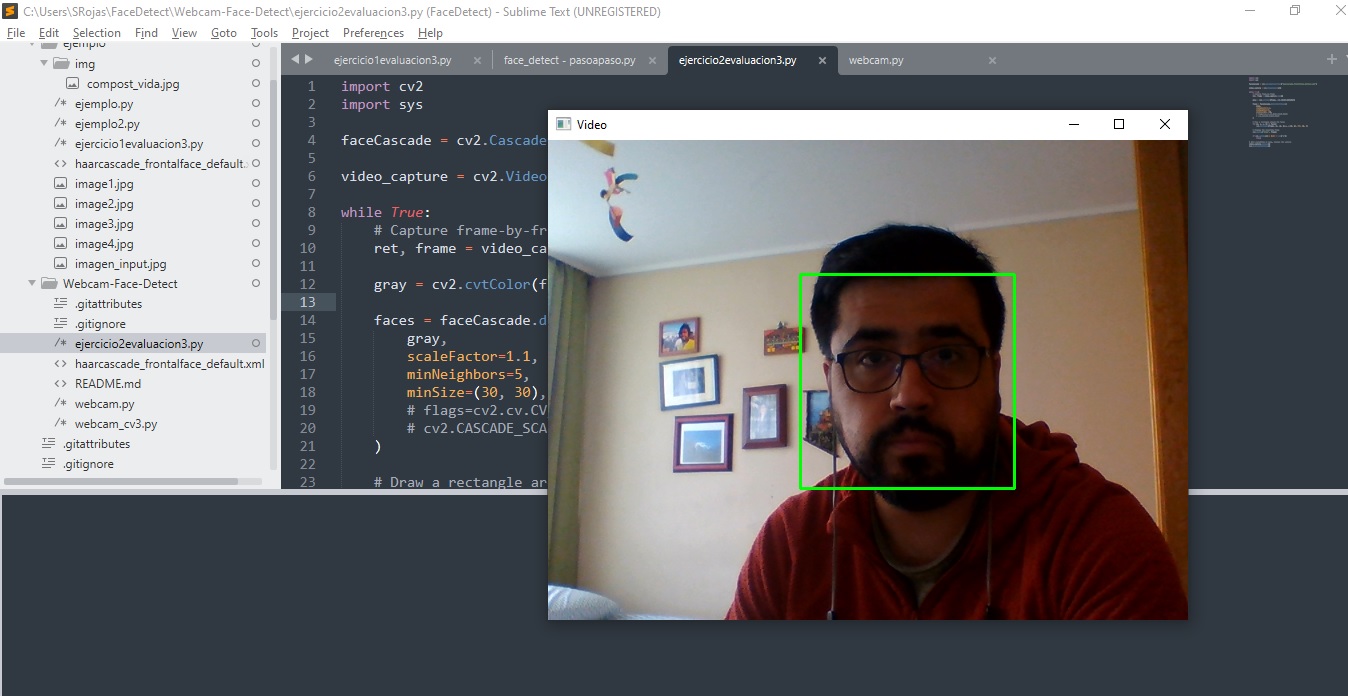 C:\Users\SRojas\FaceDetect\Webcam-Face-Detect\ejercicio2evaluacion3.py (FaceDetect) - Sublime Text (UNREGISTERED)
File Edit Selection Find View Goto Tools Project Preferences Help
ejemplo
img
compost_vida.jpg
ejemplo.py
ejemplo2.py
ejercicio1evaluacion3.py
haarcascade_frontalface_default.
image1.jpg
image2.jpg
image3.jpg
image4.jpg
imagen_input.jpg
Webcam-Face-Detect
.gitattributes
.gitignore
ejercicio2evaluacion3.py
haarcascade_frontalface_default.xml
README.md
webcam.py
webcam_cv3.py
.gitattributes
.gitignore
ejercicio1evaluacion3.py face_detect - pasoapaso.py ejercicio2evaluacion3.py webcam.py
1 import cv2
2 import sys
3
4 faceCascade = cv2.Cascade
5
6 video_capture = cv2.Video
7
8 while True:
9 # Capture frame-by-fr
10 ret, frame = video_ca
11
12 gray = cv2.cvtColor(f
13
14 faces = faceCascade.d
15 gray,
16 scaleFactor=1.1,
17 minNeighbors=5,
18 minSize=(30, 30),
19 # flags=cv2.cv.CV
20 # cv2.CASCADE_SCA
21 )
22
23 # Draw a rectangle ar
Video